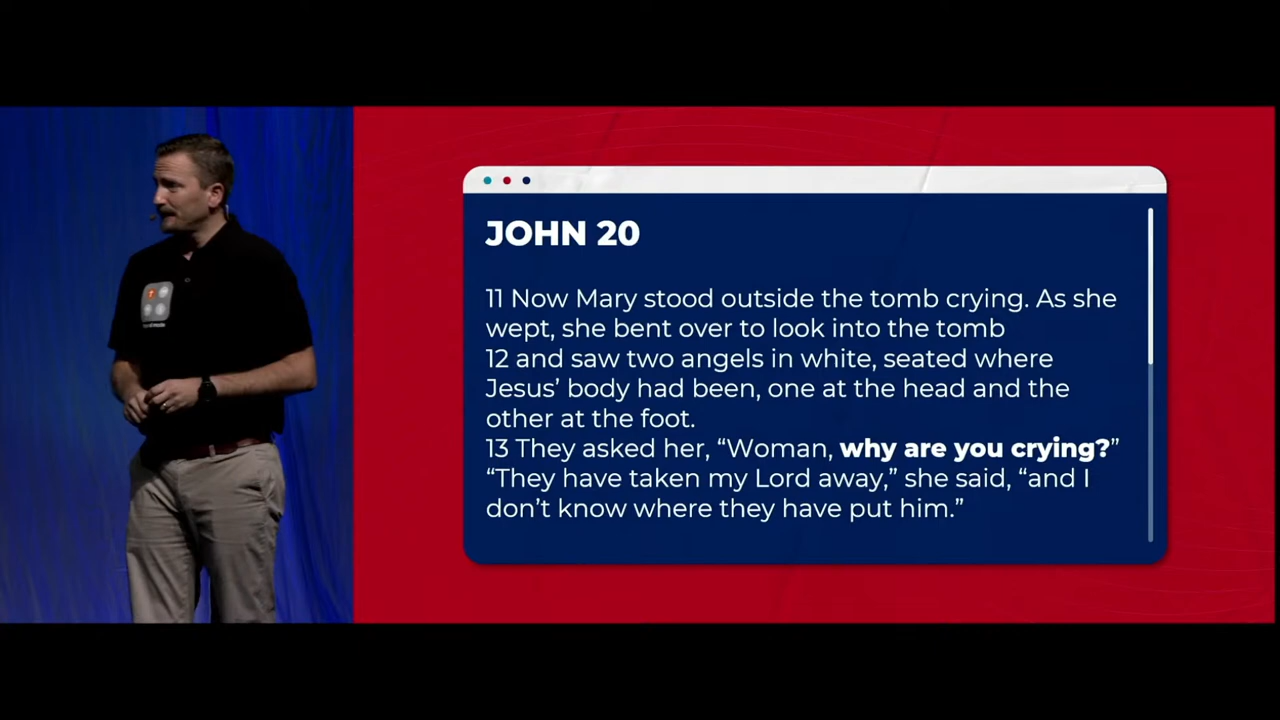 JOHN 20
11 Now Mary stood outside the tomb crying. As she
wept, she bent over to look into the tomb
12 and saw two angels in white, seated where
Jesus’ body had been, one at the head and the
other at the foot.
13 They asked her, “Woman, why are you crying?”
“They have taken my Lord away,” she said, “and I
don’t know where they have put him.”